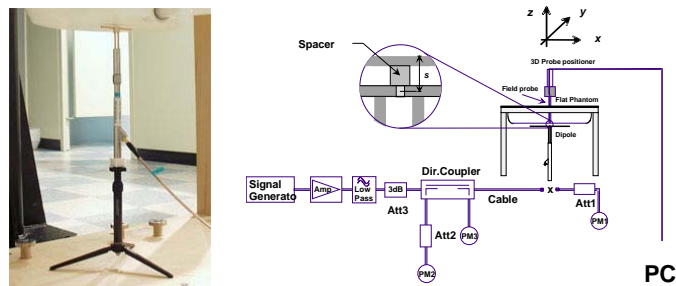 z
y
x
Spacer
s
3D Probe positioner
Field probe
Flat Phantom
Dipole
Signal
Generato
Amp
Low
Pass
3dB
Att3
Dir.Coupler
Cable
x
Att1
PM1
Att2
PM3
PM2
PC